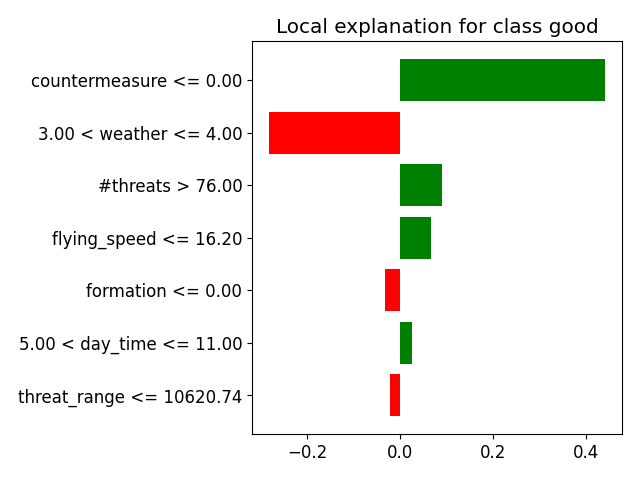 Local explanation for class good
countermeasure <= 0.00
3.00 < weather <= 4.00
#threats > 76.00
flying_speed <= 16.20
formation <= 0.00
5.00 < day_time <= 11.00
threat_range <= 10620.74
−0.2 0.0 0.2 0.4